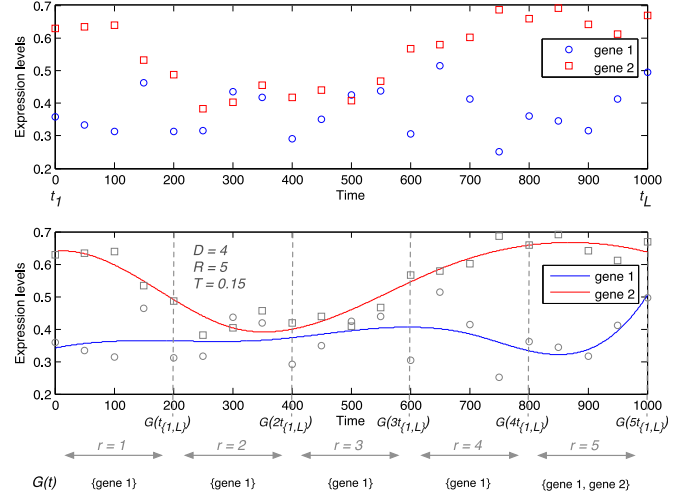 0.7
0.6
0.5
0.4
0.3
0.2
Expression levels
gene 1
gene 2
0 100 200 300 400 500 600 700 800 900 1000
t1 Time tL
0.7
0.6
0.5
0.4
0.3
0.2
Expression levels
D = 4
R = 5
T = 0.15
gene 1
gene 2
0 100 200 300 400 500 600 700 800 900 1000
G(t{1,L}) G(2t{1,L}) Time G(3t{1,L}) G(4t{1,L}) G(5t{1,L})
r = 1 r = 2 r = 3 r = 4 r = 5
G(t) {gene 1} {gene 1} {gene 1} {gene 1} {gene 1, gene 2}